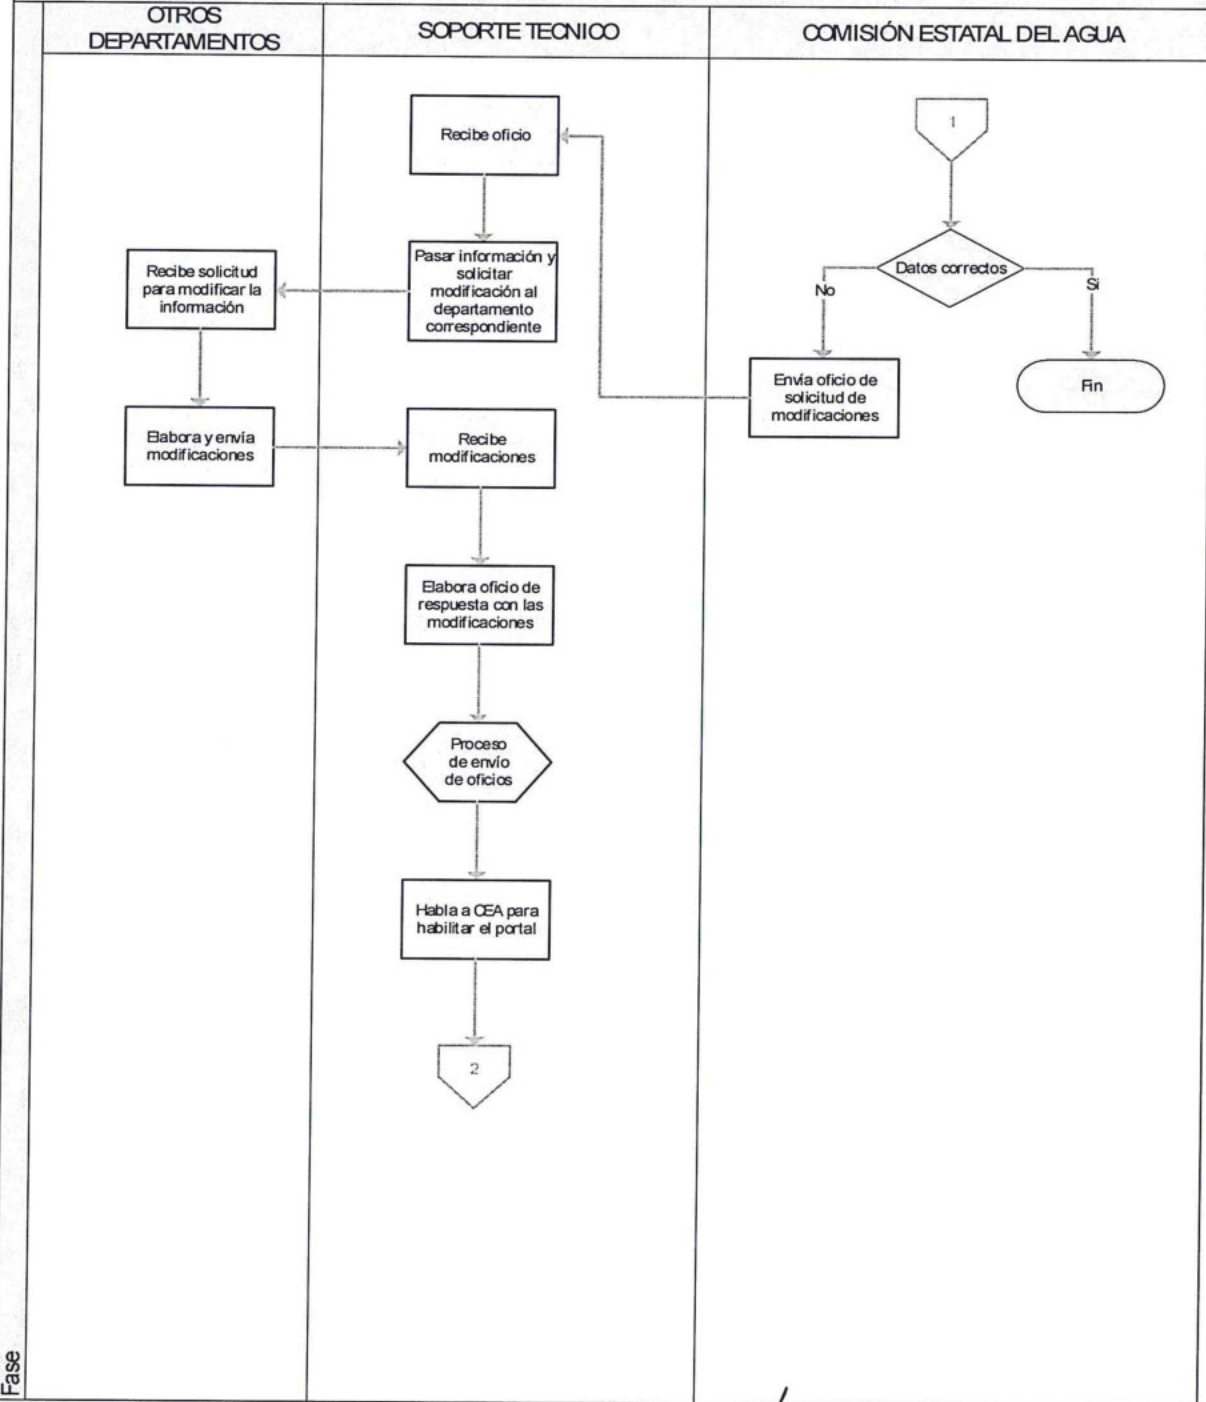 OTROS
DEPARTAMENTOS
SOPORTE TECNICO
COMISIÓN ESTATAL DEL AGUA
Recibe oficio
1
Pasar información y
solicitar
modificación al
departamento
correspondiente
Recibe solicitud
para modificar la
información
Datos correctos
No
Si
Envía oficio de
solicitud de
modificaciones
Fin
Elabora y envía
modificaciones
Recibe
modificaciones
Elabora oficio de
respuesta con las
modificaciones
Proceso
de envío
de oficios
Habla a CEA para
habilitar el portal
2
Fase